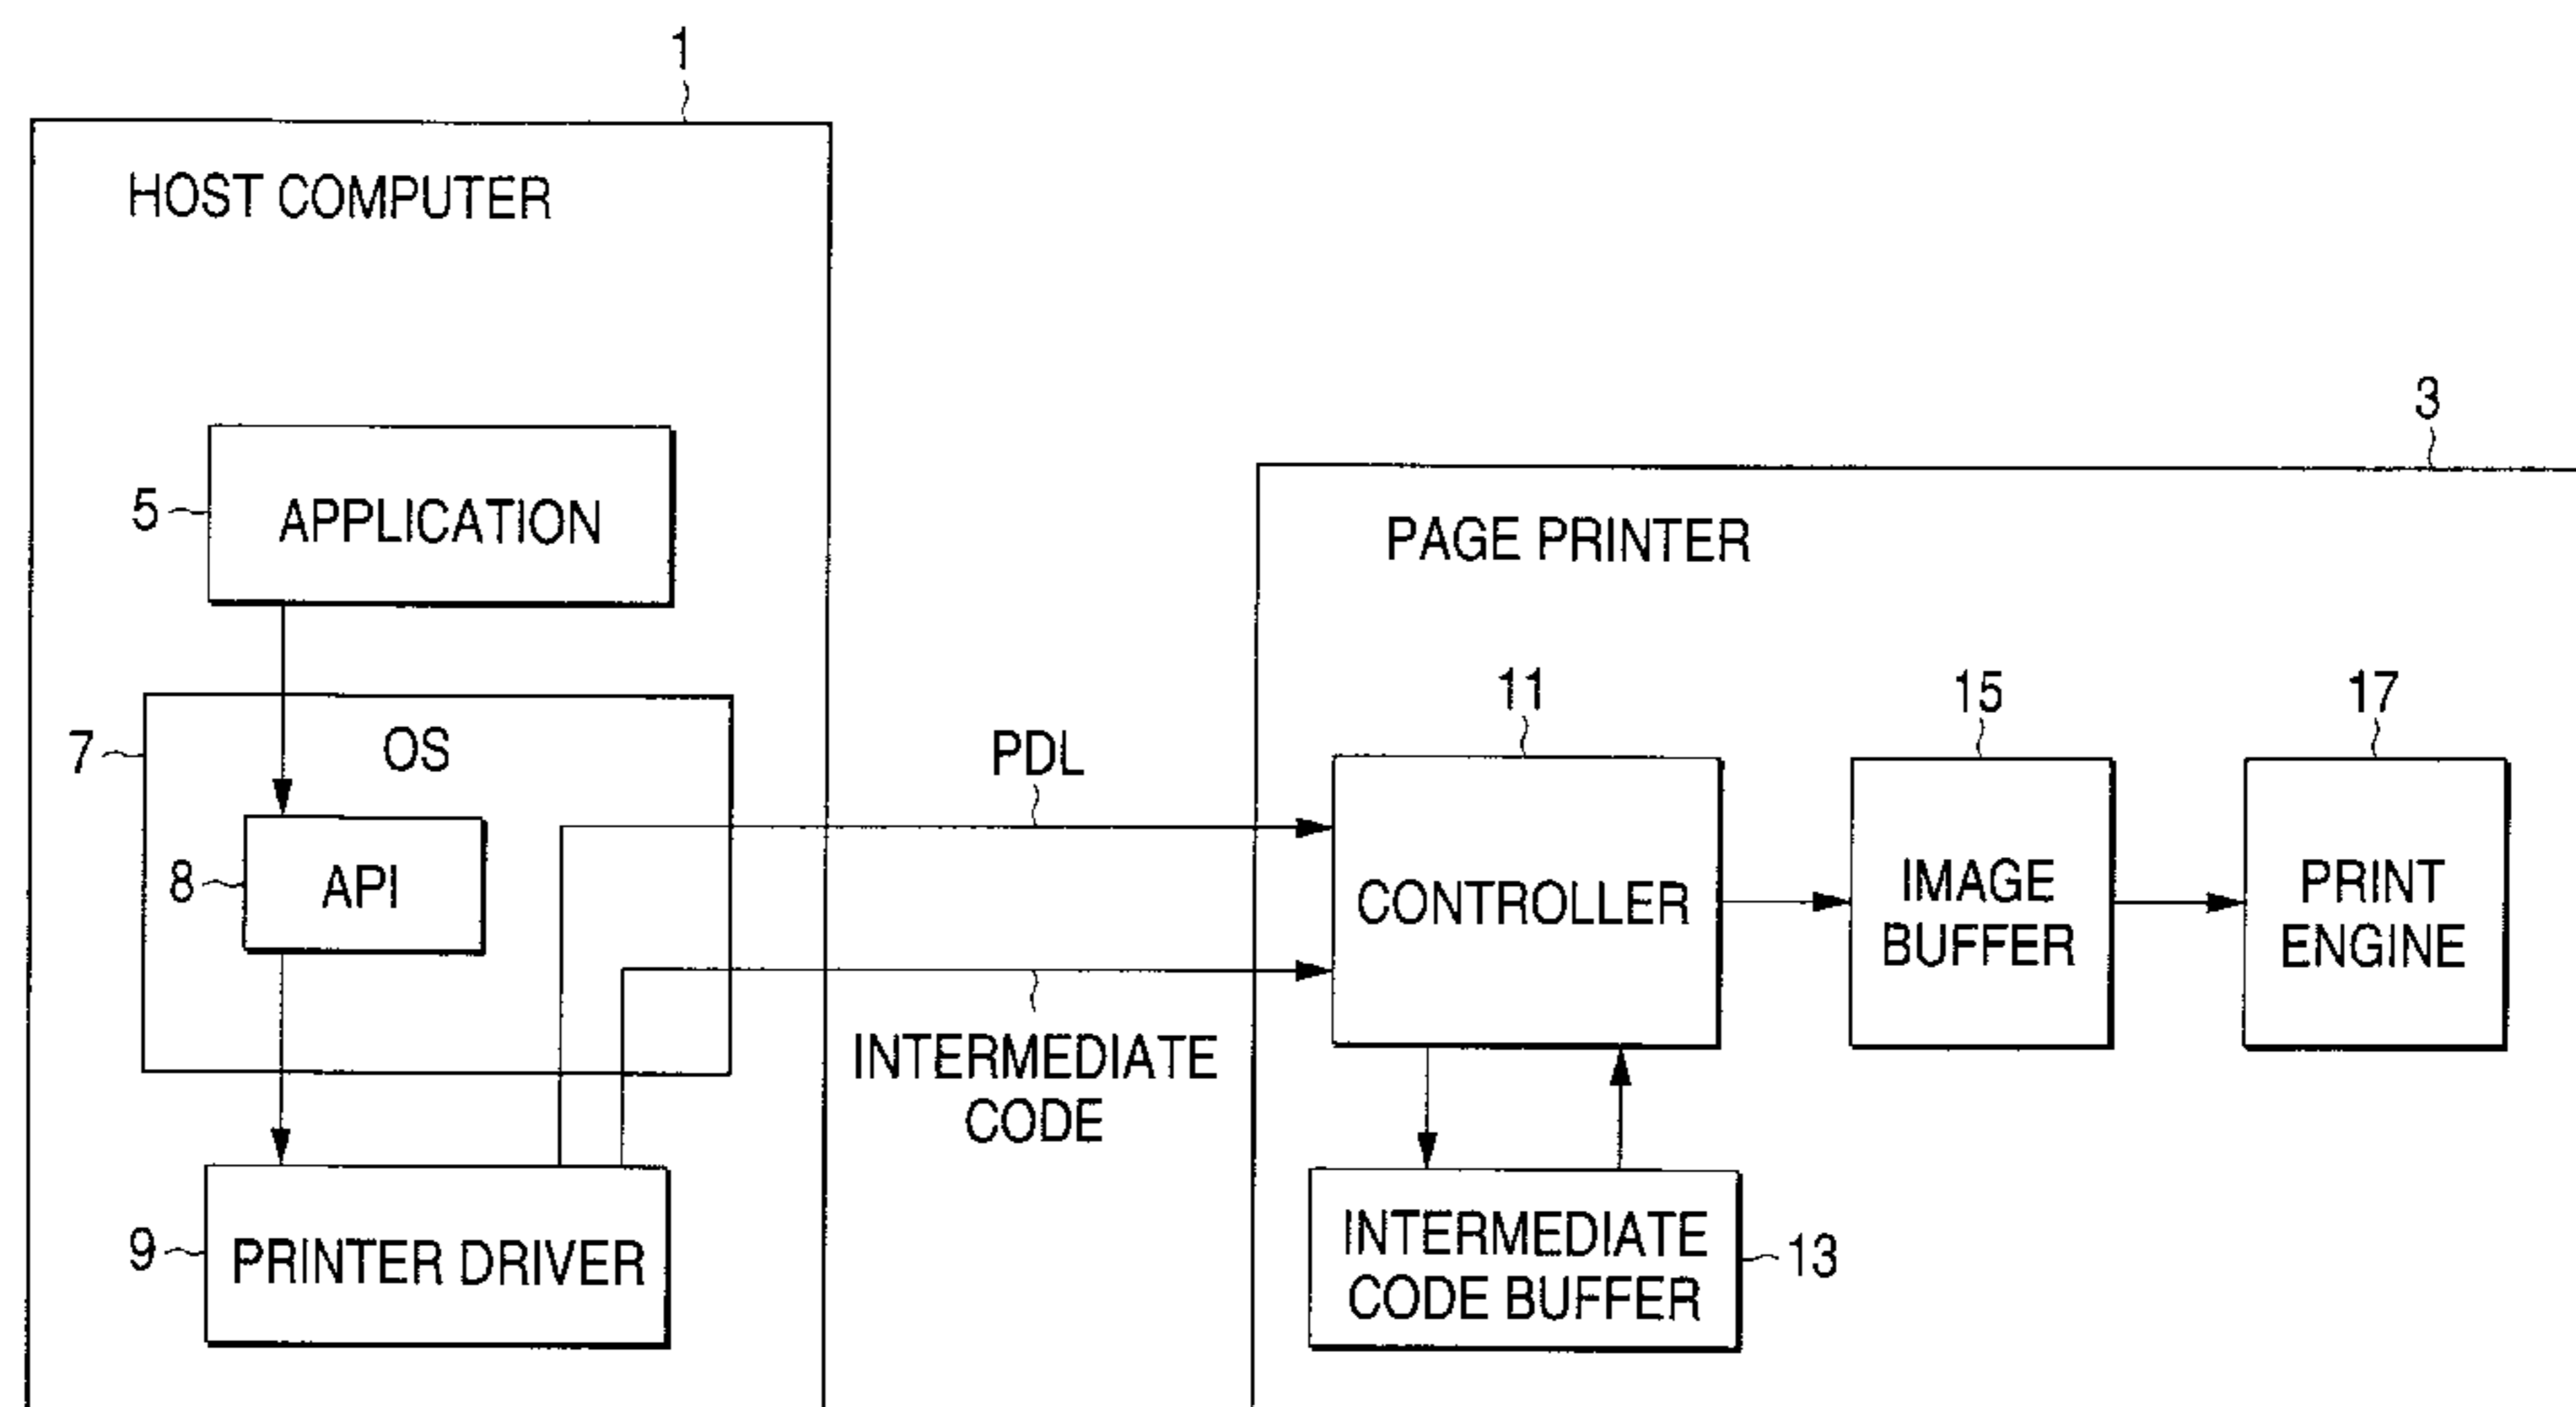 1
HOST COMPUTER
3
5
APPLICATION
PAGE PRINTER
7
OS
PDL
11
15
17
8
API
CONTROLLER
IMAGE
BUFFER
PRINT
ENGINE
INTERMEDIATE
CODE
9
PRINTER DRIVER
INTERMEDIATE
CODE BUFFER
13